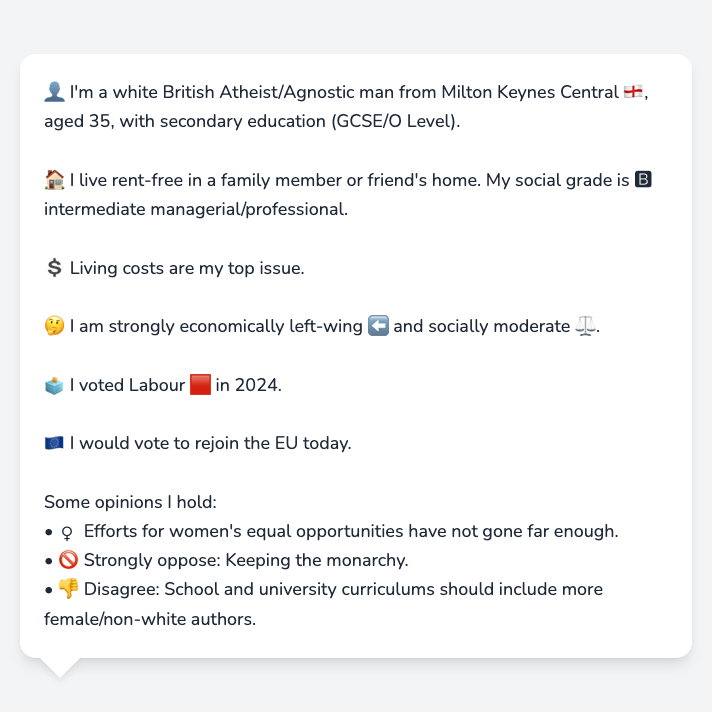 👤 I'm a white British Atheist/Agnostic man from Milton Keynes Central 🏴󠁧󠁢󠁥󠁮󠁧󠁿,
aged 35, with secondary education (GCSE/O Level).
🏠 I live rent-free in a family member or friend's home. My social grade is 🅱
intermediate managerial/professional.
💲 Living costs are my top issue.
🤔 I am strongly economically left-wing ⬅️ and socially moderate ⚖️.
🗳️ I voted Labour 🟥 in 2024.
🇪🇺 I would vote to rejoin the EU today.
Some opinions I hold:
• ♀ Efforts for women's equal opportunities have not gone far enough.
• 🚫 Strongly oppose: Keeping the monarchy.
• 👎 Disagree: School and university curriculums should include more
female/non-white authors.